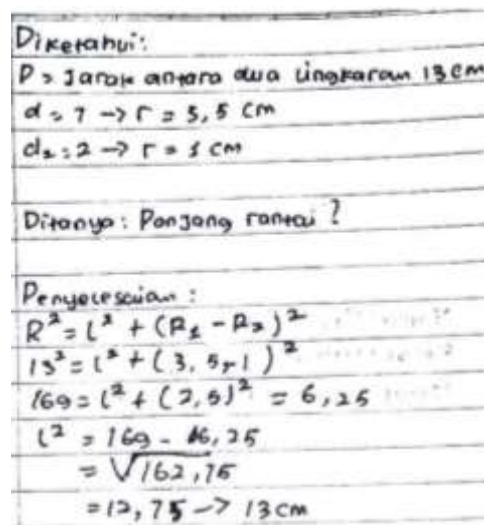 Diketahui:
P = Jarak antara dua lingkaran 13 cm
d = 7 -> r = 3,5 cm
d₂ : 2 -> r = 1 cm
Ditanya : Panjang rantai ?
Penyelesaian :
R² = l² + (R₁ - R₂)²
13² = l² + (3,5 - 1)²
169 = l² + (2,5)² = 6,25
l² = 169 - 6,25
= √162,75
= 12,75 -> 13 cm